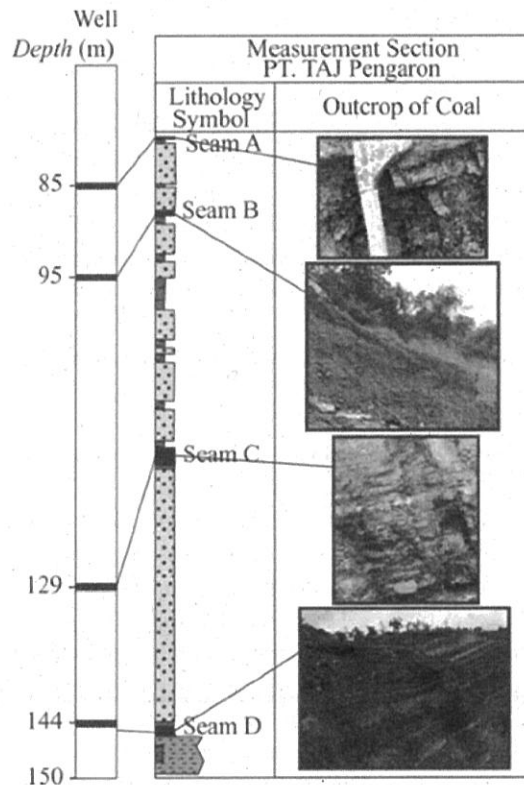 Well
Depth (m)
Measurement Section
PT. TAJ Pengaron
Lithology
Symbol
Outcrop of Coal
Seam A
85
Seam B
95
Seam C
129
144
Seam D
150